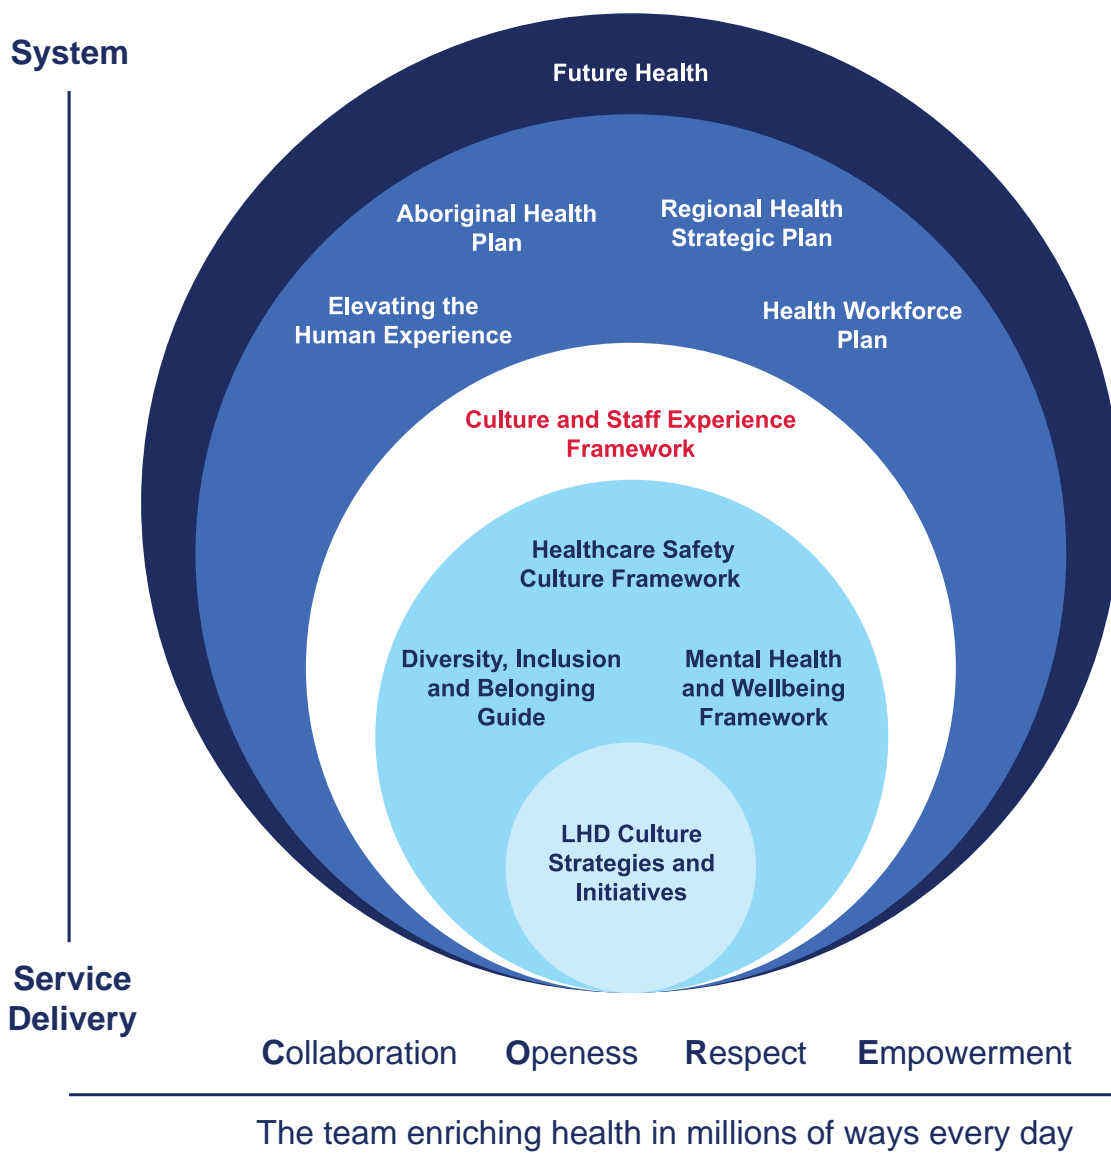 System
Future Health
Aboriginal Health
Plan
Regional Health
Strategic Plan
Elevating the
Human Experience
Health Workforce
Plan
Culture and Staff Experience
Framework
Healthcare Safety
Culture Framework
Diversity, Inclusion
and Belonging
Guide
Mental Health
and Wellbeing
Framework
LHD Culture
Strategies and
Initiatives
Service
Delivery
Collaboration Openess Respect Empowerment
The team enriching health in millions of ways every day